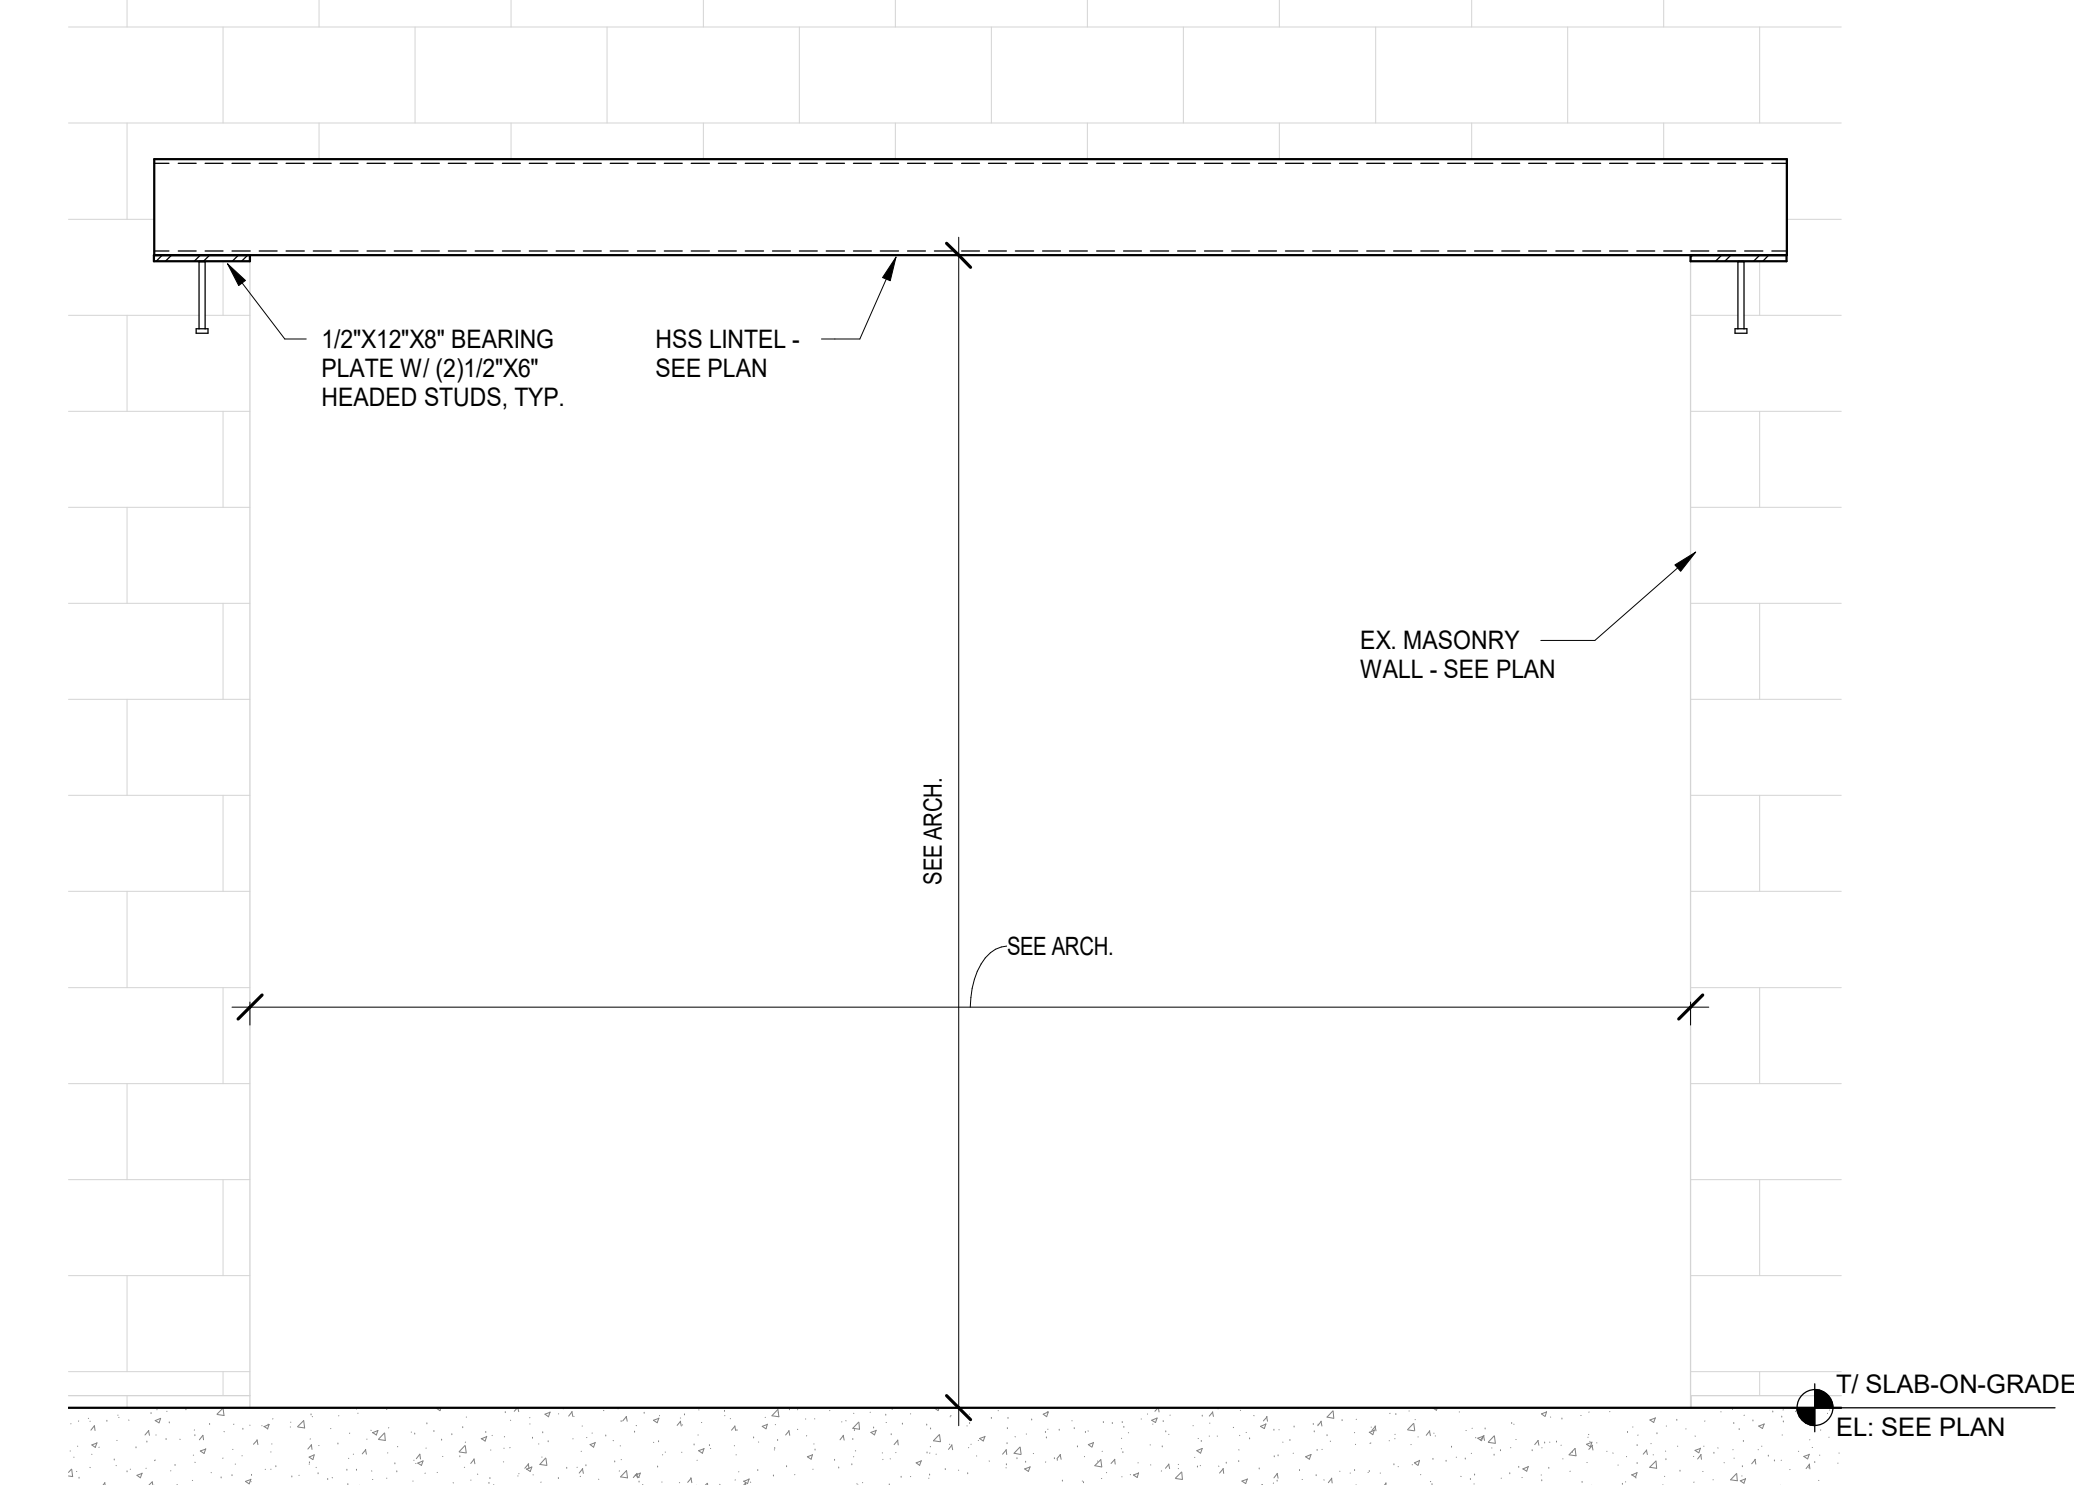 1/2"X12"X8" BEARING
PLATE W/ (2)1/2"X6"
HEADED STUDS, TYP.
HSS LINTEL -
SEE PLAN
EX. MASONRY
WALL - SEE PLAN
SEE ARCH.
SEE ARCH.
T/ SLAB-ON-GRADE
EL: SEE PLAN